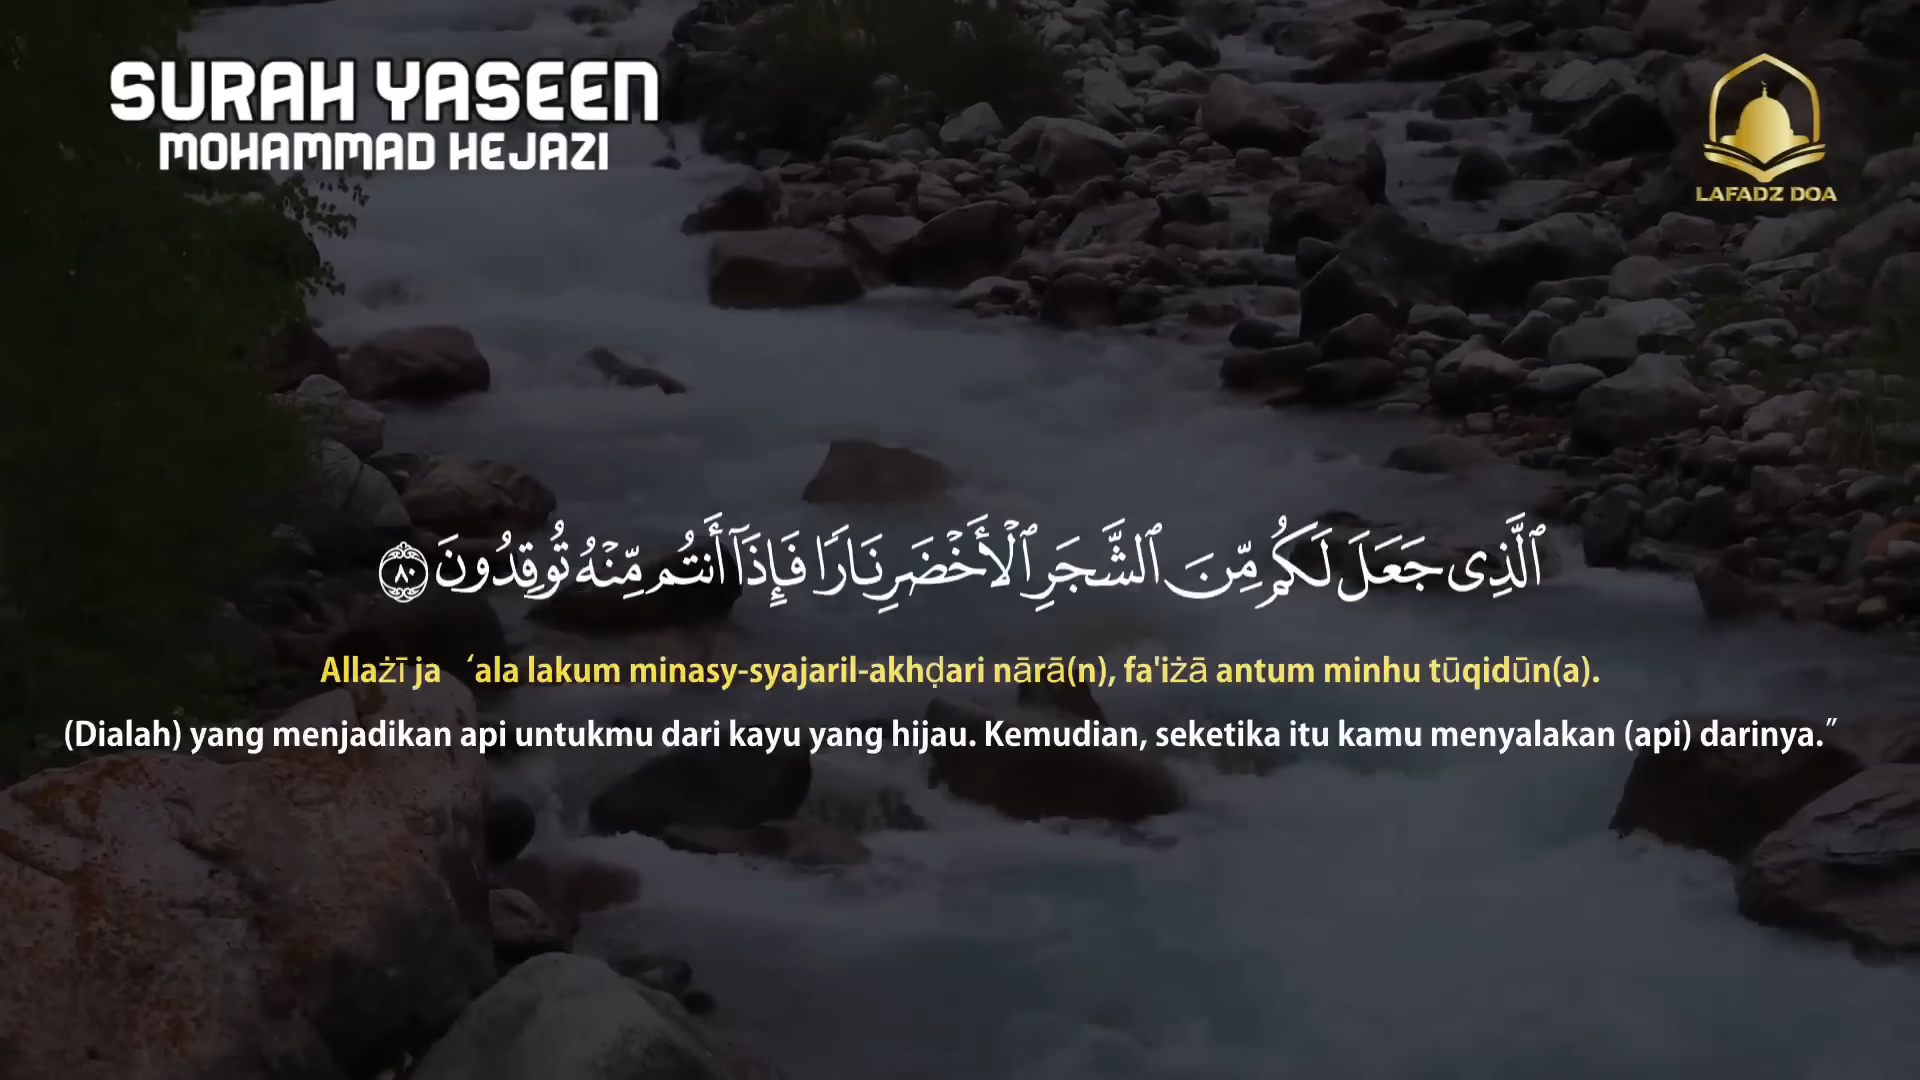 SURAH YASEEN
MOHAMMAD HEJAZI
LAFADZ DOA
ٱلَّذِى جَعَلَ لَكُم مِّنَ ٱلشَّجَرِ ٱلْأَخْضَرِ نَارًا فَإِذَآ أَنتُم مِّنْهُ تُوقِدُونَ ٨٠
Allażī ja ‘ala lakum minasy-syajaril-akhḍari nārā(n), fa'iżā antum minhu tūqidūn(a).
(Dialah) yang menjadikan api untukmu dari kayu yang hijau. Kemudian, seketika itu kamu menyalakan (api) darinya.”